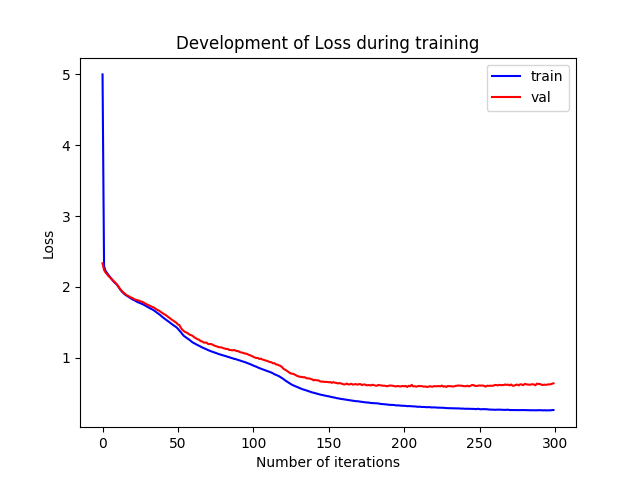 Development of Loss during training
train
val
5
4
3
2
1
Loss
0
50
100
150
200
250
300
Number of iterations